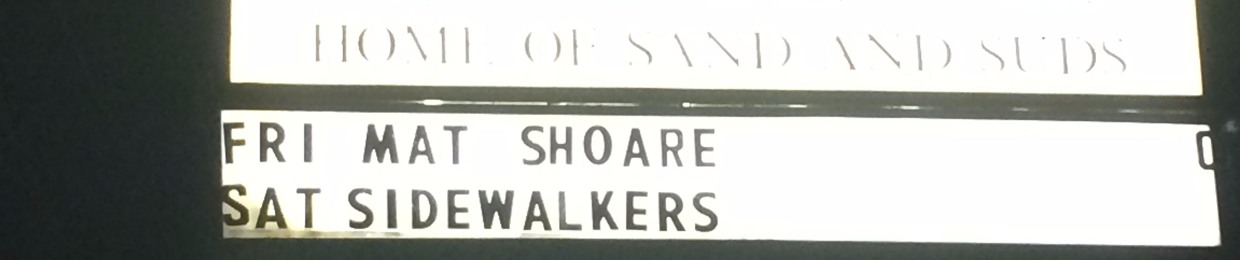 HOME OF SAND AND SUDS
FRI MAT SHOARE
SAT SIDEWALKERS